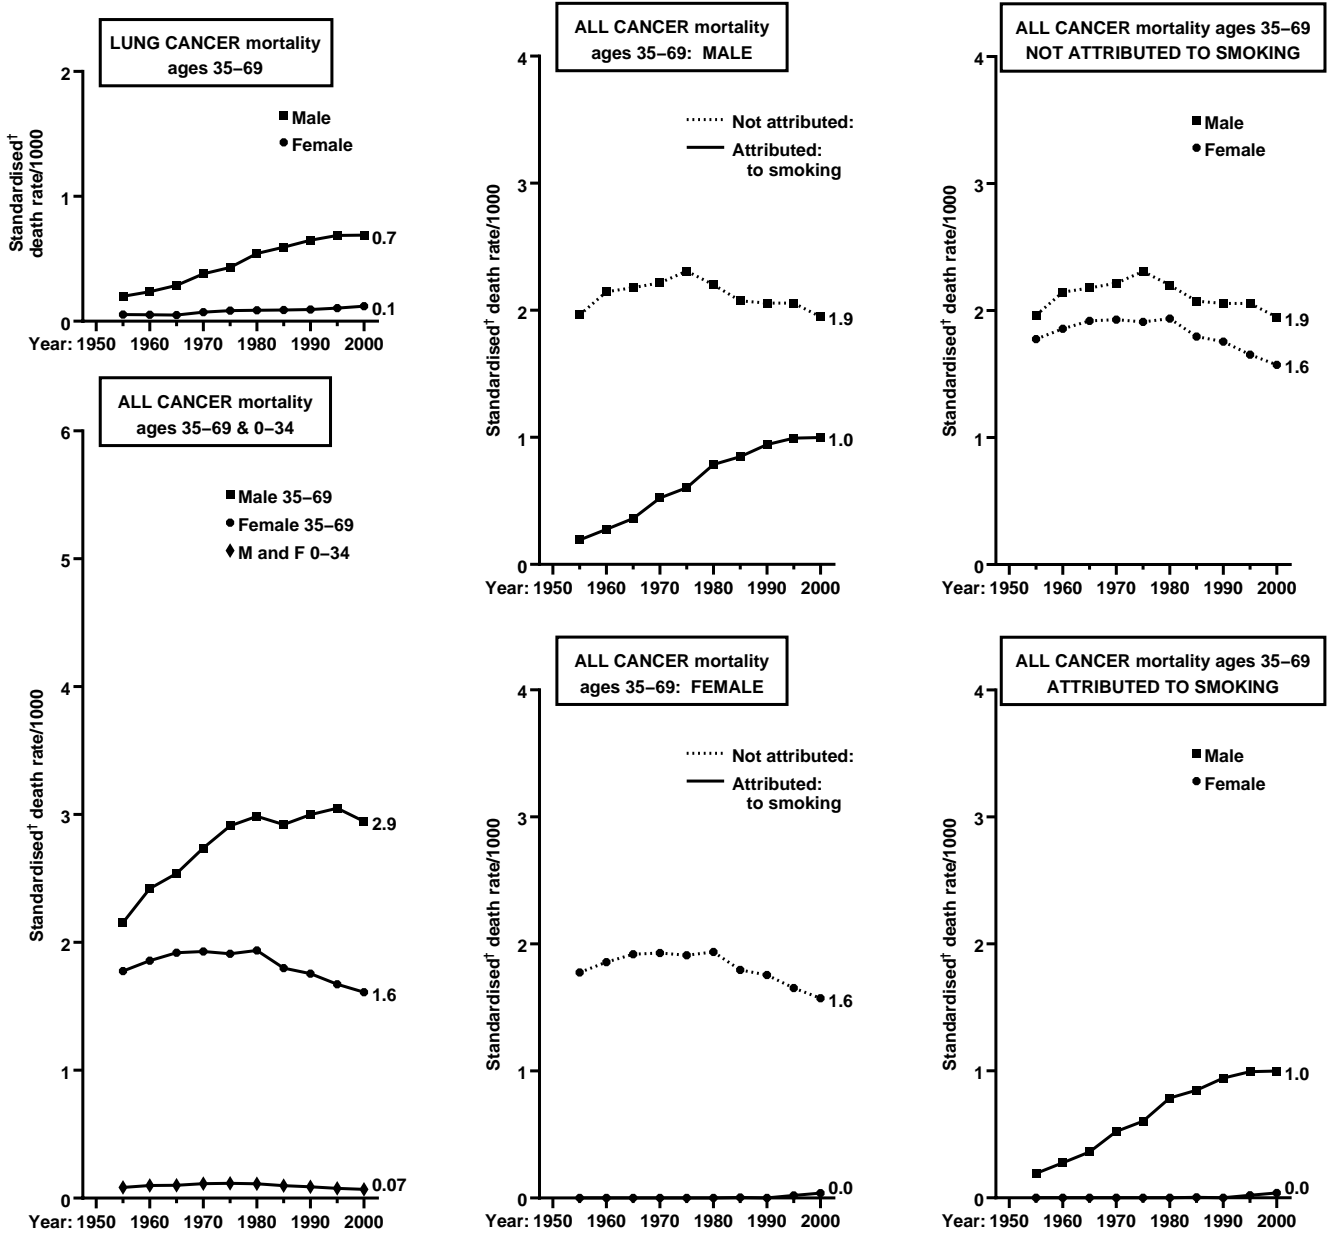 LUNG CANCER mortality
ages 35–69
2
1
0
Standardised†
death rate/1000
Male
Female
0.7
0.1
Year: 1950 1960 1970 1980 1990 2000
ALL CANCER mortality
ages 35–69 & 0–34
6
5
4
3
2
1
0
Standardised† death rate/1000
Male 35–69
Female 35–69
M and F 0–34
2.9
1.6
0.07
Year: 1950 1960 1970 1980 1990 2000
ALL CANCER mortality
ages 35–69: MALE
4
3
2
1
0
Standardised† death rate/1000
Not attributed:
Attributed:
to smoking
1.9
1.0
Year: 1950 1960 1970 1980 1990 2000
ALL CANCER mortality
ages 35–69: FEMALE
4
3
2
1
0
Standardised† death rate/1000
Not attributed:
Attributed:
to smoking
1.6
0.0
Year: 1950 1960 1970 1980 1990 2000
ALL CANCER mortality ages 35–69
NOT ATTRIBUTED TO SMOKING
4
3
2
1
0
Standardised† death rate/1000
Male
Female
1.9
1.6
Year: 1950 1960 1970 1980 1990 2000
ALL CANCER mortality ages 35–69
ATTRIBUTED TO SMOKING
4
3
2
1
0
Standardised† death rate/1000
Male
Female
1.0
0.0
Year: 1950 1960 1970 1980 1990 2000